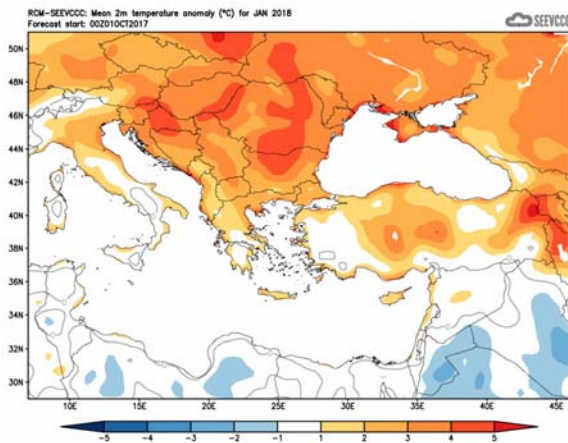 RCM-SEEVCCC: Mean 2m temperature anomaly (°C) for JAN 2018
Forecast start: 00Z01OCT2017
SEEVCCC
50N
48N
46N
44N
42N
40N
38N
36N
34N
32N
30N
10E 15E 20E 25E 30E 35E 40E 45E
-5 -4 -3 -2 -1 1 2 3 4 5